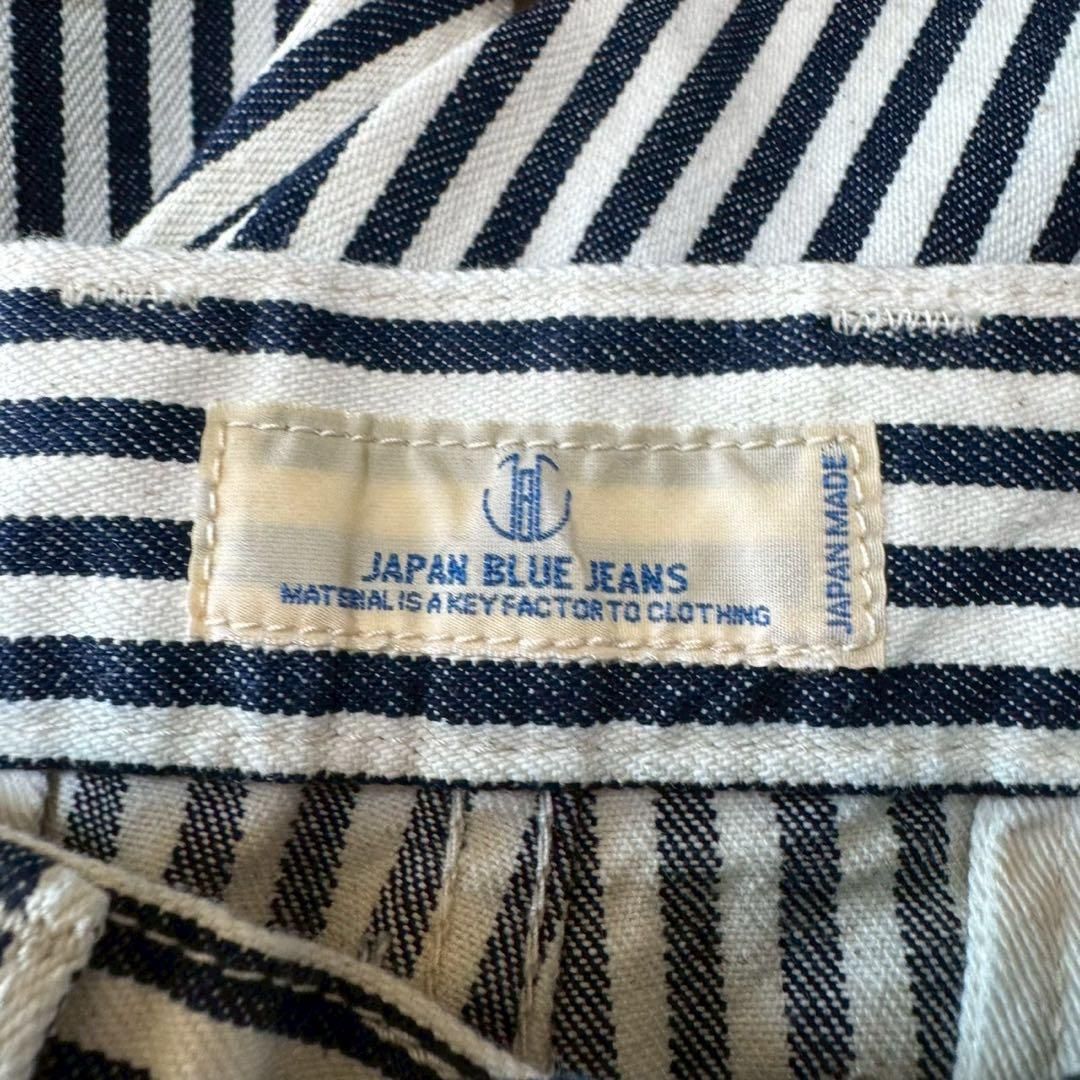 JAPAN BLUE JEANS
MATERIAL IS A KEY FACTOR TO CLOTHING
JAPAN MADE